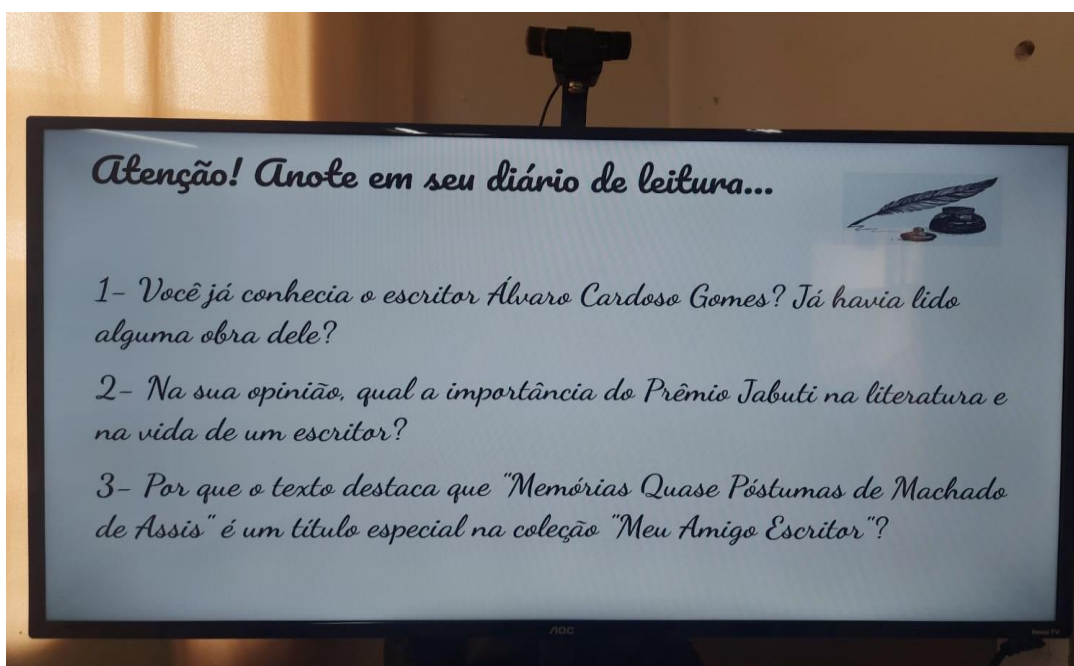 Atenção! Anote em seu diário de leitura...
1- Você já conhecia o escritor Álvaro Cardoso Gomes? Já havia lido
alguma obra dele?
2- Na sua opinião, qual a importância do Prêmio Jabuti na literatura e
na vida de um escritor?
3- Por que o texto destaca que "Memórias Quase Póstumas de Machado
de Assis" é um título especial na coleção "Meu Amigo Escritor"?
AOC
Roku TV